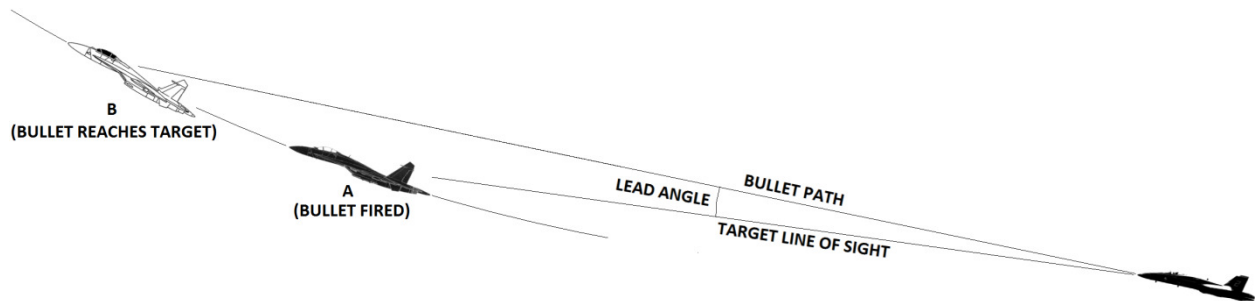 B
(BULLET REACHES TARGET)
A
(BULLET FIRED)
LEAD ANGLE
BULLET PATH
TARGET LINE OF SIGHT